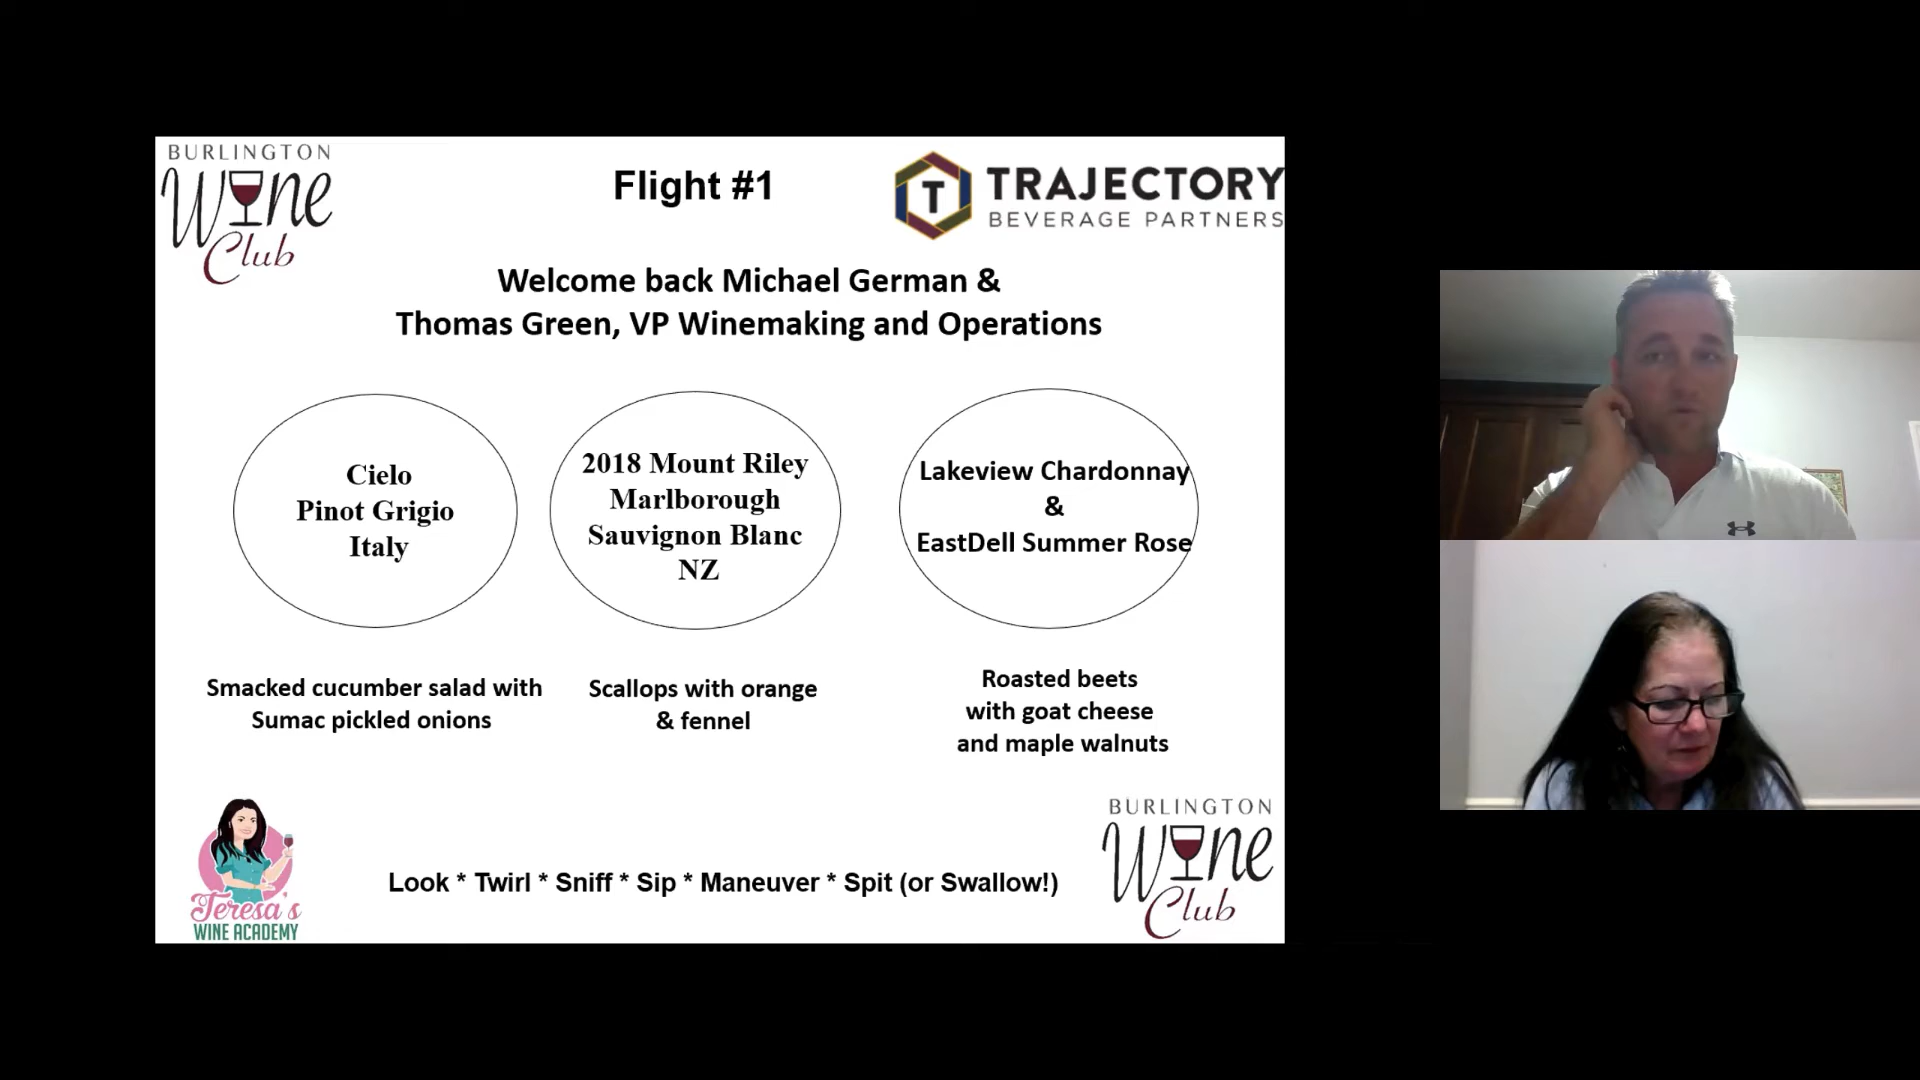 BURLINGTON
Wine
Club
Flight #1
T
TRAJECTORY
BEVERAGE PARTNERS
Welcome back Michael German &
Thomas Green, VP Winemaking and Operations
Cielo
Pinot Grigio
Italy
2018 Mount Riley
Marlborough
Sauvignon Blanc
NZ
Lakeview Chardonnay
&
EastDell Summer Rose
Smacked cucumber salad with
Sumac pickled onions
Scallops with orange
& fennel
Roasted beets
with goat cheese
and maple walnuts
Teresa's
WINE ACADEMY
Look * Twirl * Sniff * Sip * Maneuver * Spit (or Swallow!)
BURLINGTON
Wine
Club